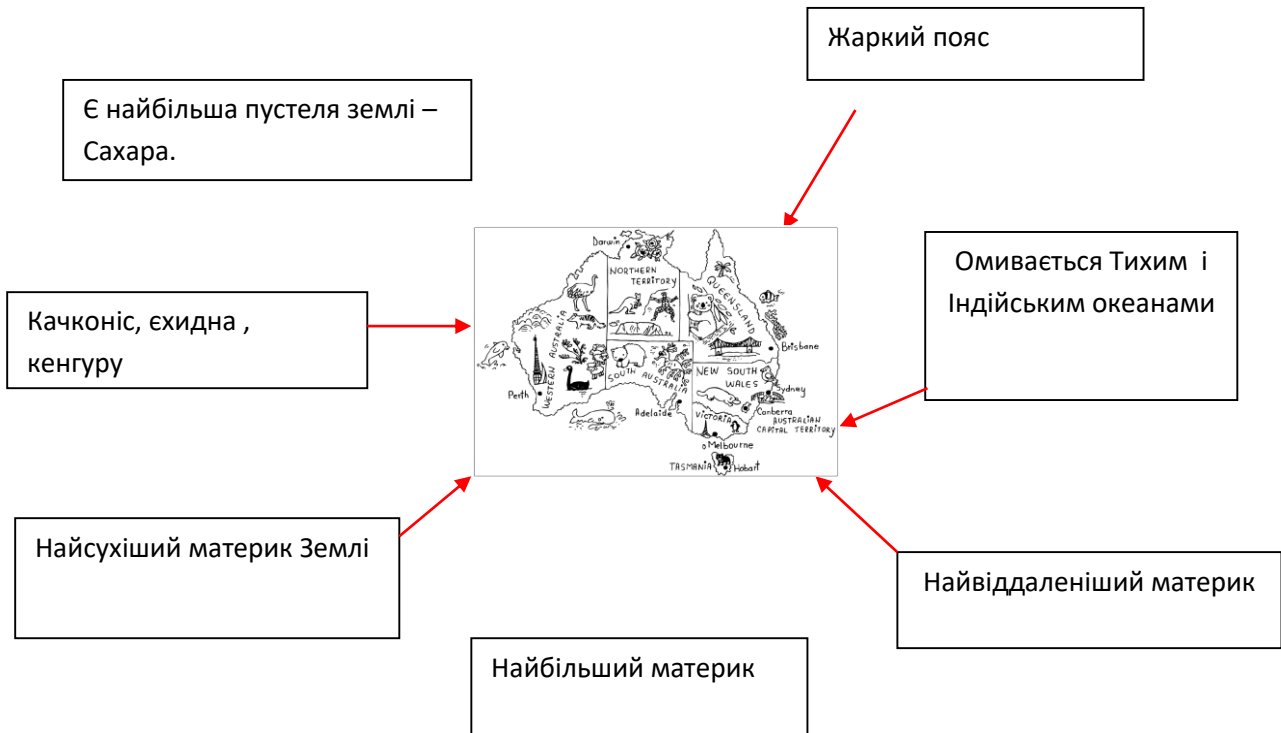 Жаркий пояс
Є найбільша пустеля землі –
Сахара.
Омивається Тихим і
Індійським океанами
Качконіс, єхидна ,
кенгуру
Darwin
NORTHERN
TERRITORY
QUEENSLAND
WESTERN AUSTRALIA
SOUTH AUSTRALIA
Brisbane
NEW SOUTH
WALES
Sydney
Perth
Adelaide
VICTORIA
Canberra
AUSTRALIAN
CAPITAL TERRITORY
Melbourne
TASMANIA
Hobart
Найсухіший материк Землі
Найвіддаленіший материк
Найбільший материк